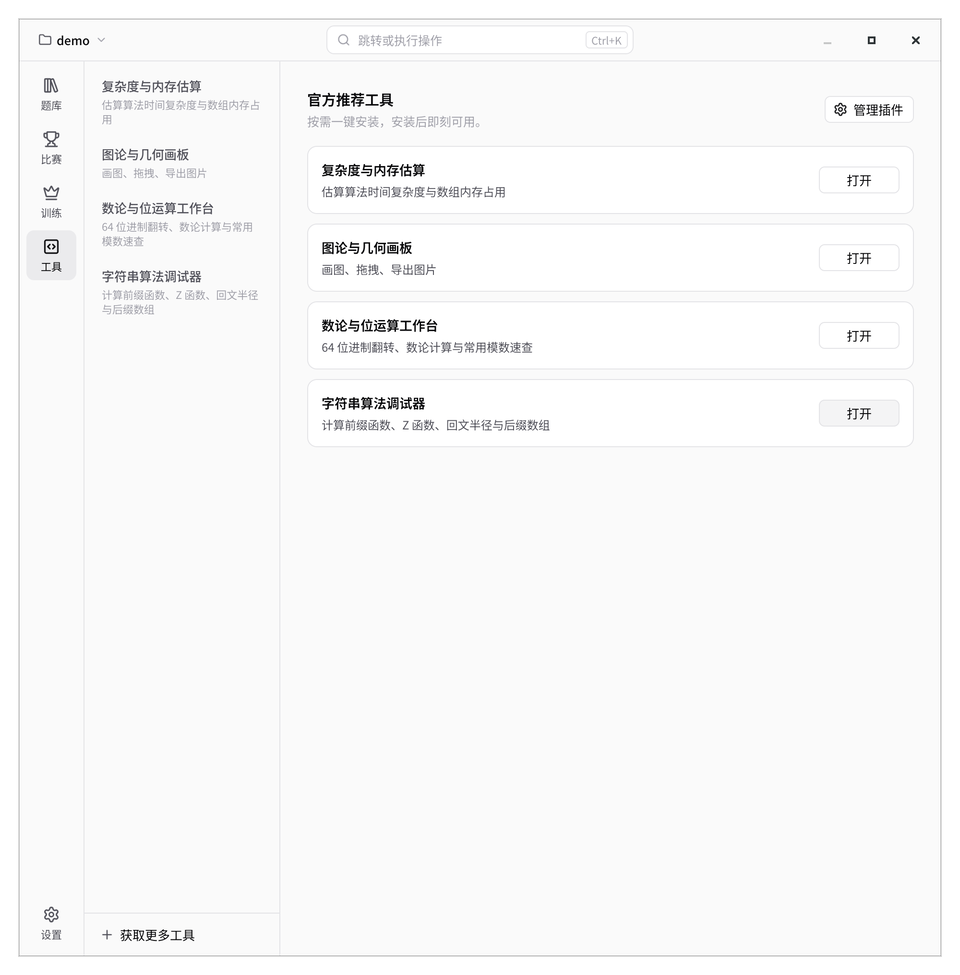 demo
跳转或执行操作
Ctrl+K
题库
比赛
训练
工具
设置
复杂度与内存估算
估算算法时间复杂度与数组内存占
用
图论与几何画板
画图、拖拽、导出图片
数论与位运算工作台
64 位进制翻转、数论计算与常用
模数速查
字符串算法调试器
计算前缀函数、Z 函数、回文半径
与后缀数组
获取更多工具
官方推荐工具
按需一键安装，安装后即刻可用。
管理插件
复杂度与内存估算
估算算法时间复杂度与数组内存占用
打开
图论与几何画板
画图、拖拽、导出图片
打开
数论与位运算工作台
64 位进制翻转、数论计算与常用模数速查
打开
字符串算法调试器
计算前缀函数、Z 函数、回文半径与后缀数组
打开